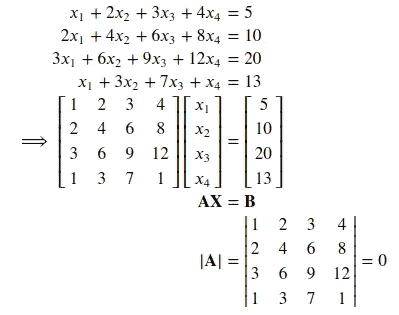 x₁ + 2x₂ + 3x₃ + 4x₄ = 5
2x₁ + 4x₂ + 6x₃ + 8x₄ = 10
3x₁ + 6x₂ + 9x₃ + 12x₄ = 20
x₁ + 3x₂ + 7x₃ + x₄ = 13
⟹ [1 2 3 4; 2 4 6 8; 3 6 9 12; 1 3 7 1] [x₁; x₂; x₃; x₄] = [5; 10; 20; 13]
AX = B
|A| = |1 2 3 4; 2 4 6 8; 3 6 9 12; 1 3 7 1| = 0